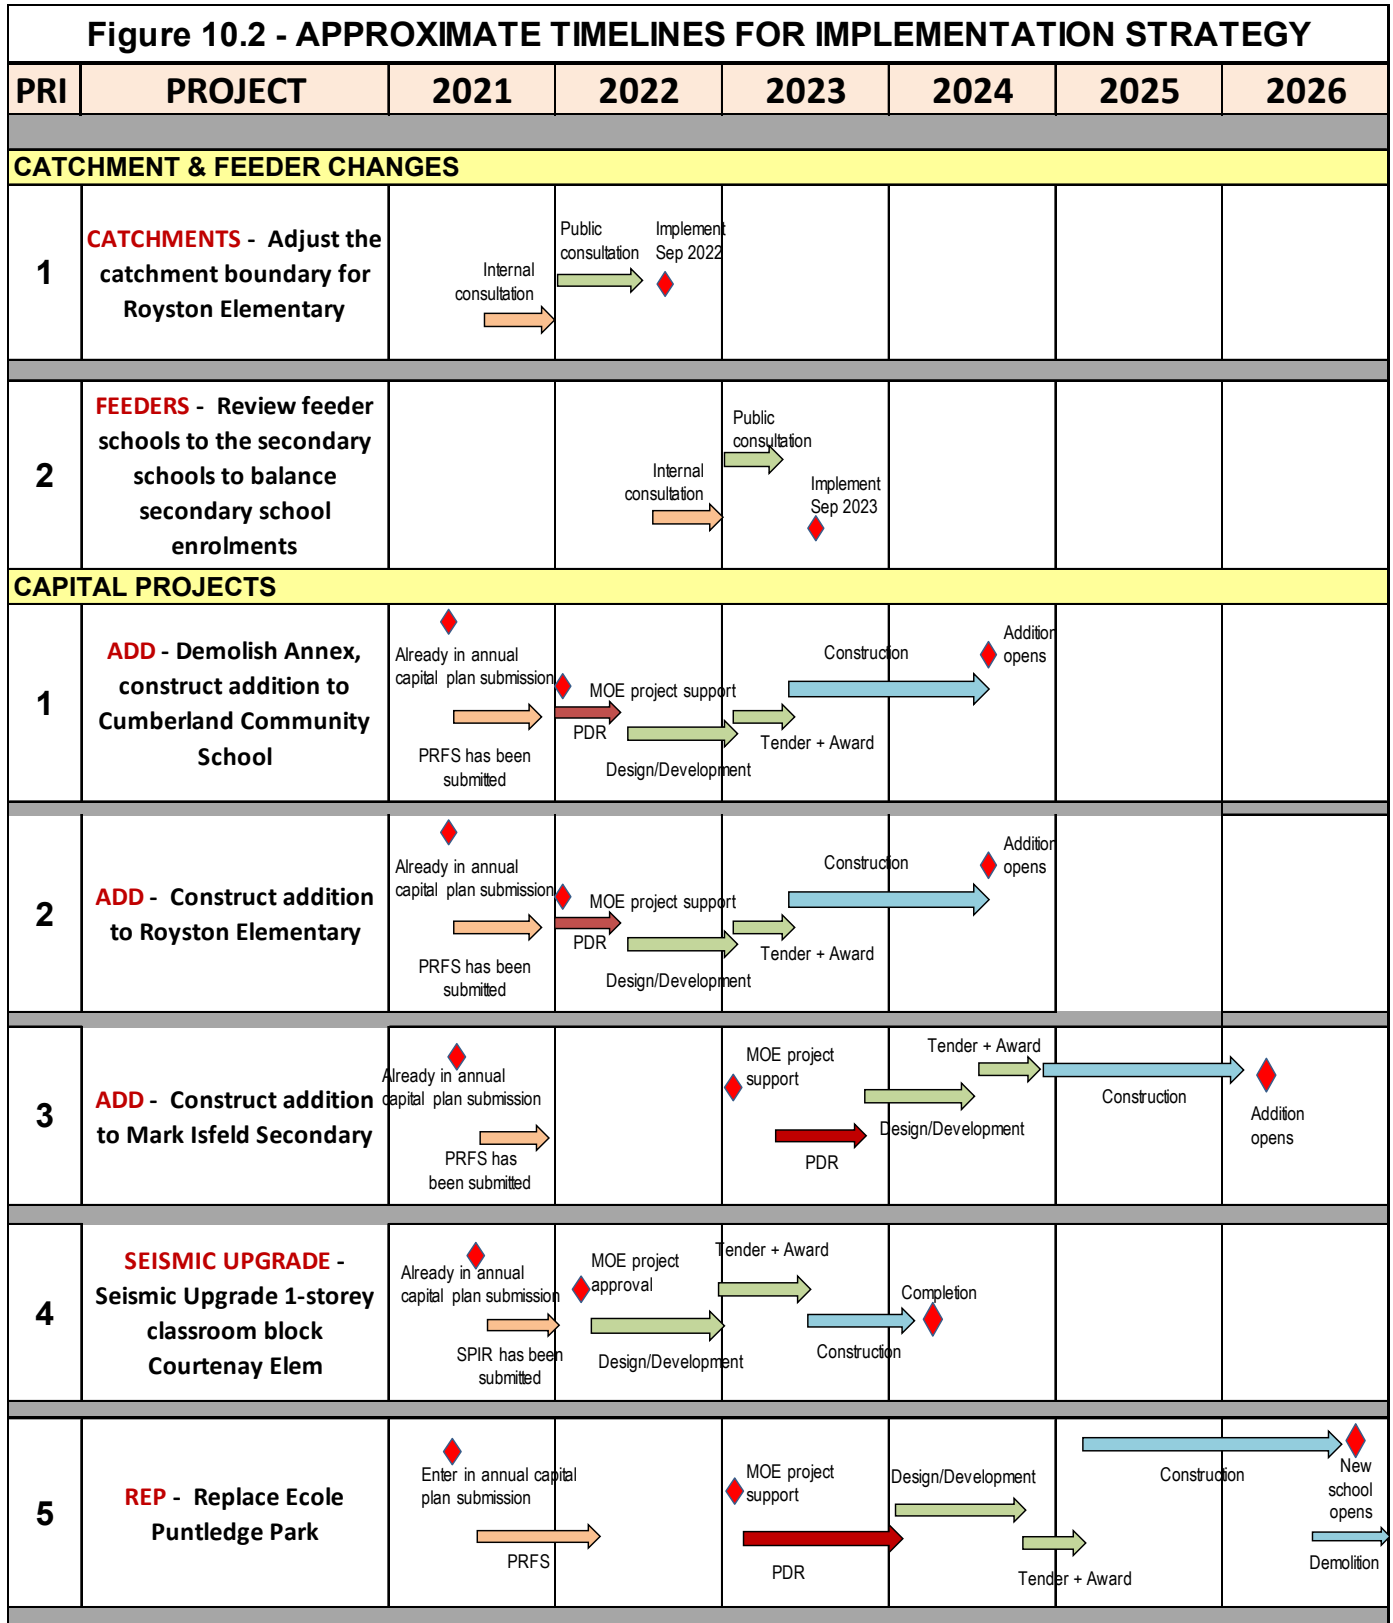 Figure 10.2 - APPROXIMATE TIMELINES FOR IMPLEMENTATION STRATEGY
PRI PROJECT 2021 2022 2023 2024 2025 2026
CATCHMENT & FEEDER CHANGES
1
CATCHMENTS - Adjust the
catchment boundary for
Royston Elementary
Internal
consultation
Public
consultation
Implement
Sep 2022
2
FEEDERS - Review feeder
schools to the secondary
schools to balance
secondary school
enrolments
Internal
consultation
Public
consultation
Implement
Sep 2023
CAPITAL PROJECTS
1
ADD - Demolish Annex,
construct addition to
Cumberland Community
School
Already in annual
capital plan submission
PRFS has been
submitted
MOE project support
PDR
Design/Development
Tender + Award
Construction
Addition
opens
2
ADD - Construct addition
to Royston Elementary
Already in annual
capital plan submission
PRFS has been
submitted
MOE project support
PDR
Design/Development
Tender + Award
Construction
Addition
opens
3
ADD - Construct addition
to Mark Isfeld Secondary
Already in annual
capital plan submission
PRFS has
been submitted
MOE project
support
PDR
Design/Development
Tender + Award
Construction
Addition
opens
4
SEISMIC UPGRADE -
Seismic Upgrade 1-storey
classroom block
Courtenay Elem
Already in annual
capital plan submission
SPIR has been
submitted
MOE project
approval
Design/Development
Tender + Award
Construction
Completion
5
REP - Replace Ecole
Puntledge Park
Enter in annual capital
plan submission
PRFS
MOE project
support
PDR
Design/Development
Tender + Award
Construction
New
school
opens
Demolition